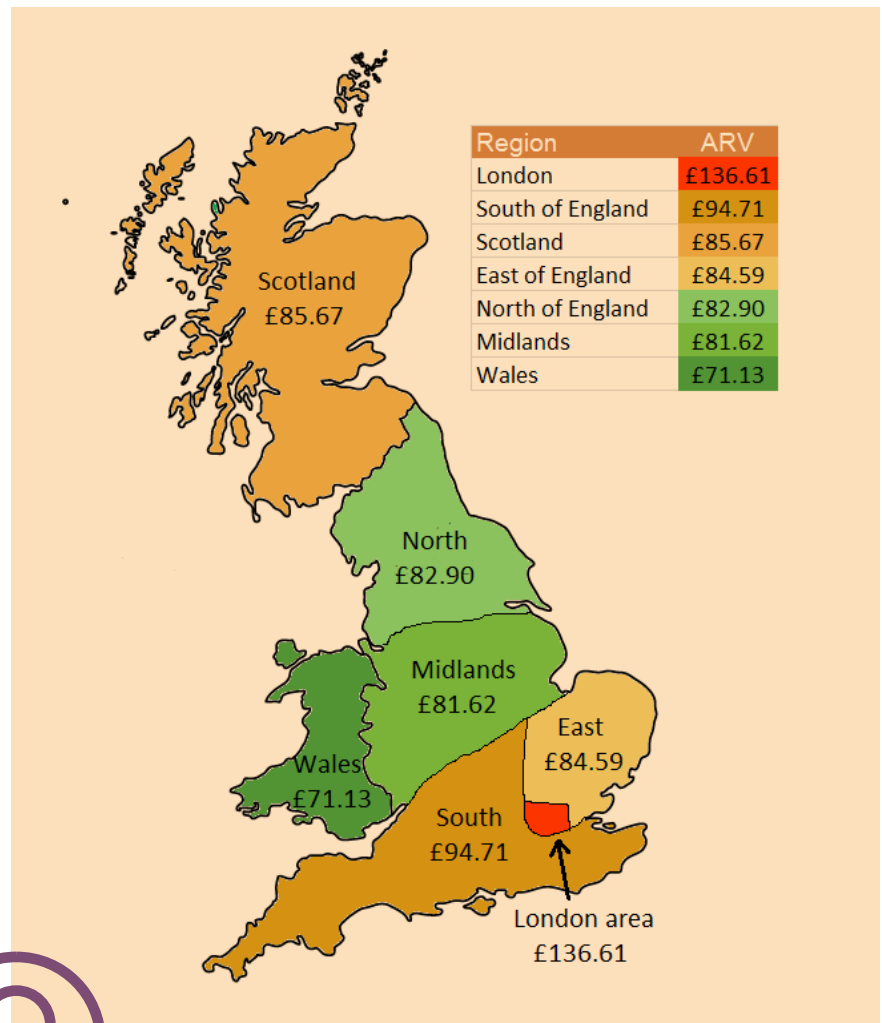 Region ARV
London £136.61
South of England £94.71
Scotland £85.67
East of England £84.59
North of England £82.90
Midlands £81.62
Wales £71.13
Scotland
£85.67
North
£82.90
Midlands
£81.62
East
£84.59
Wales
£71.13
South
£94.71
London area
£136.61